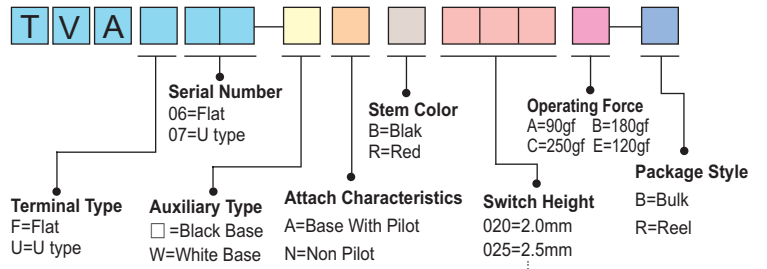 TVA
Serial Number
06=Flat
07=U type
Stem Color
B=Blak
R=Red
Operating Force
A=90gf B=180gf
C=250gf E=120gf
Package Style
B=Bulk
R=Reel
Terminal Type
F=Flat
U=U type
Auxiliary Type
□=Black Base
W=White Base
Attach Characteristics
A=Base With Pilot
N=Non Pilot
Switch Height
020=2.0mm
025=2.5mm